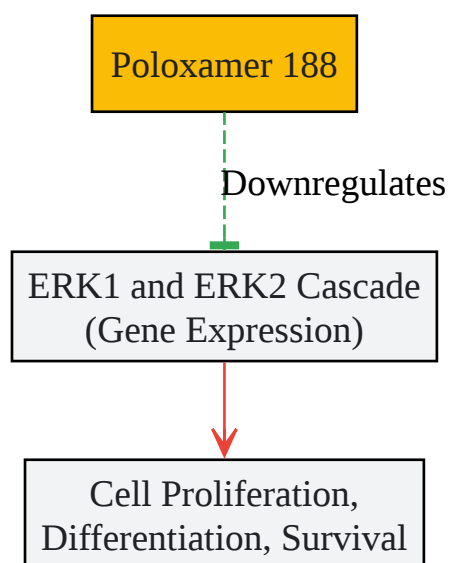 Poloxamer 188
Downregulates
ERK1 and ERK2 Cascade
(Gene Expression)
Cell Proliferation,
Differentiation, Survival